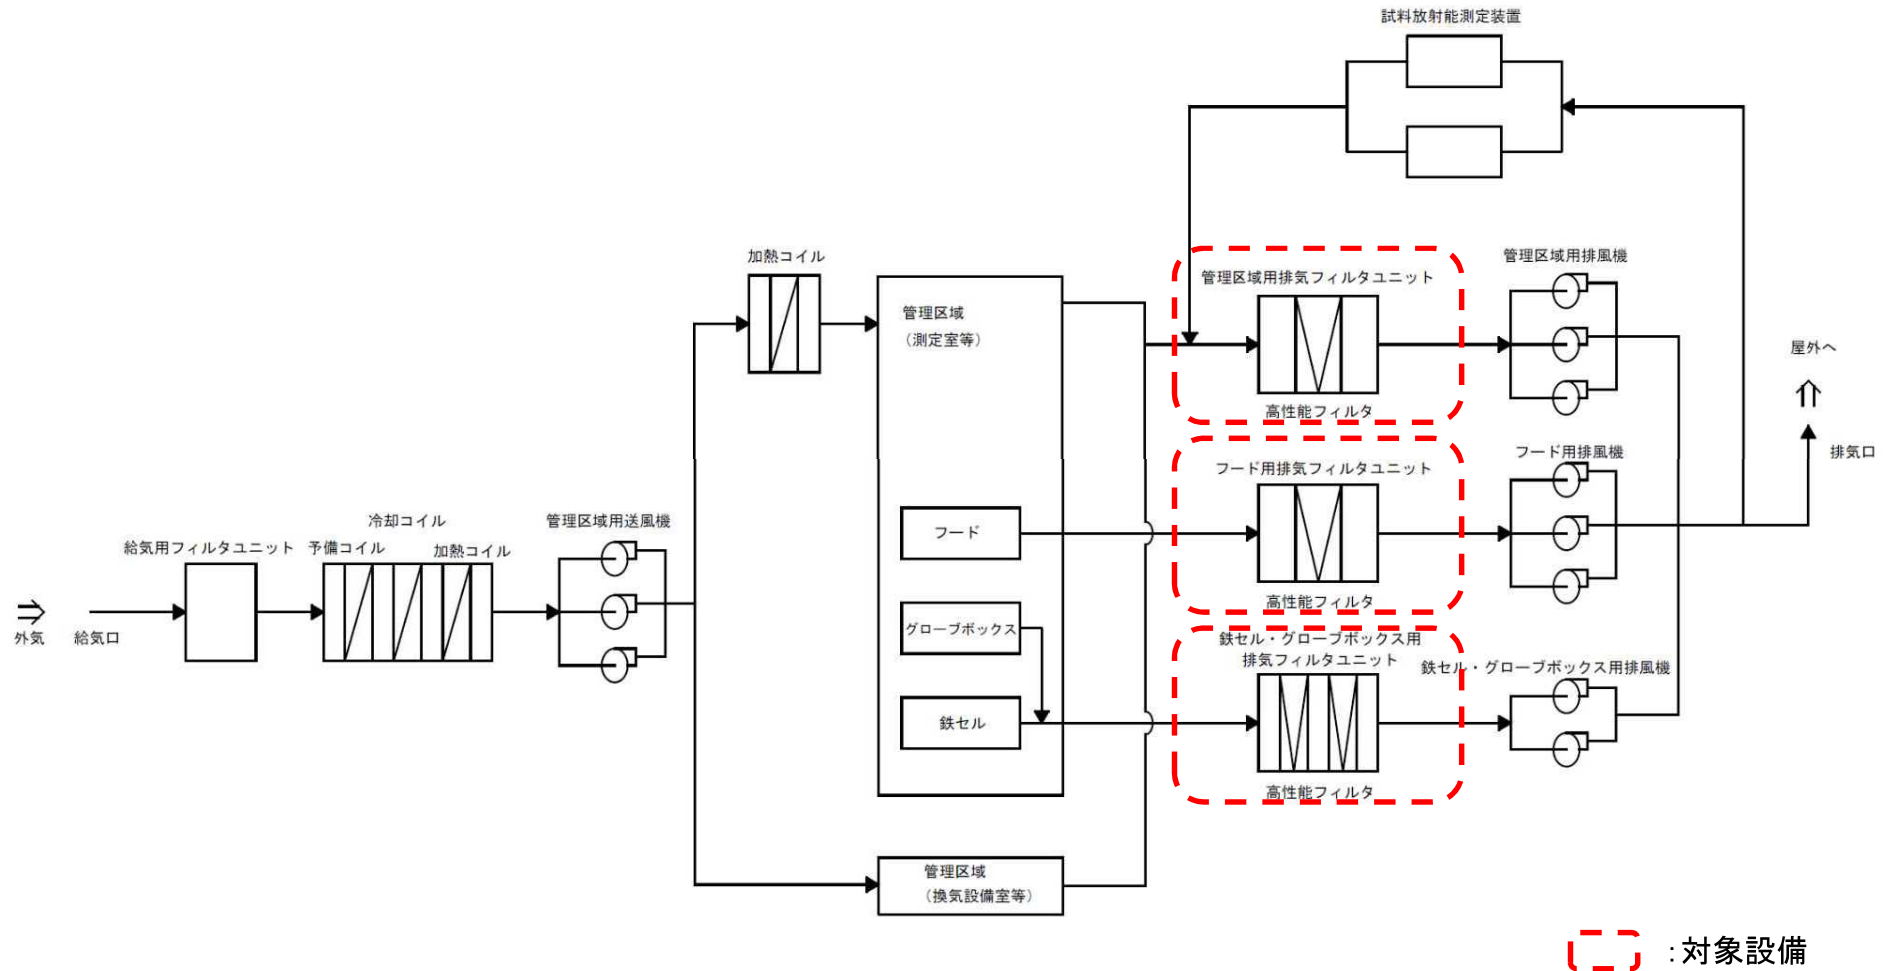 試料放射能測定装置
加熱コイル
管理区域
（測定室等）
管理区域用排気フィルタユニット
高性能フィルタ
管理区域用排風機
屋外へ
排気口
フード用排気フィルタユニット
高性能フィルタ
フード用排風機
フード
グローブボックス
鉄セル
冷却コイル
給気用フィルタユニット
予備コイル
加熱コイル
管理区域用送風機
外気
給気口
鉄セル・グローブボックス用
排気フィルタユニット
高性能フィルタ
鉄セル・グローブボックス用排風機
管理区域
（換気設備室等）
：対象設備